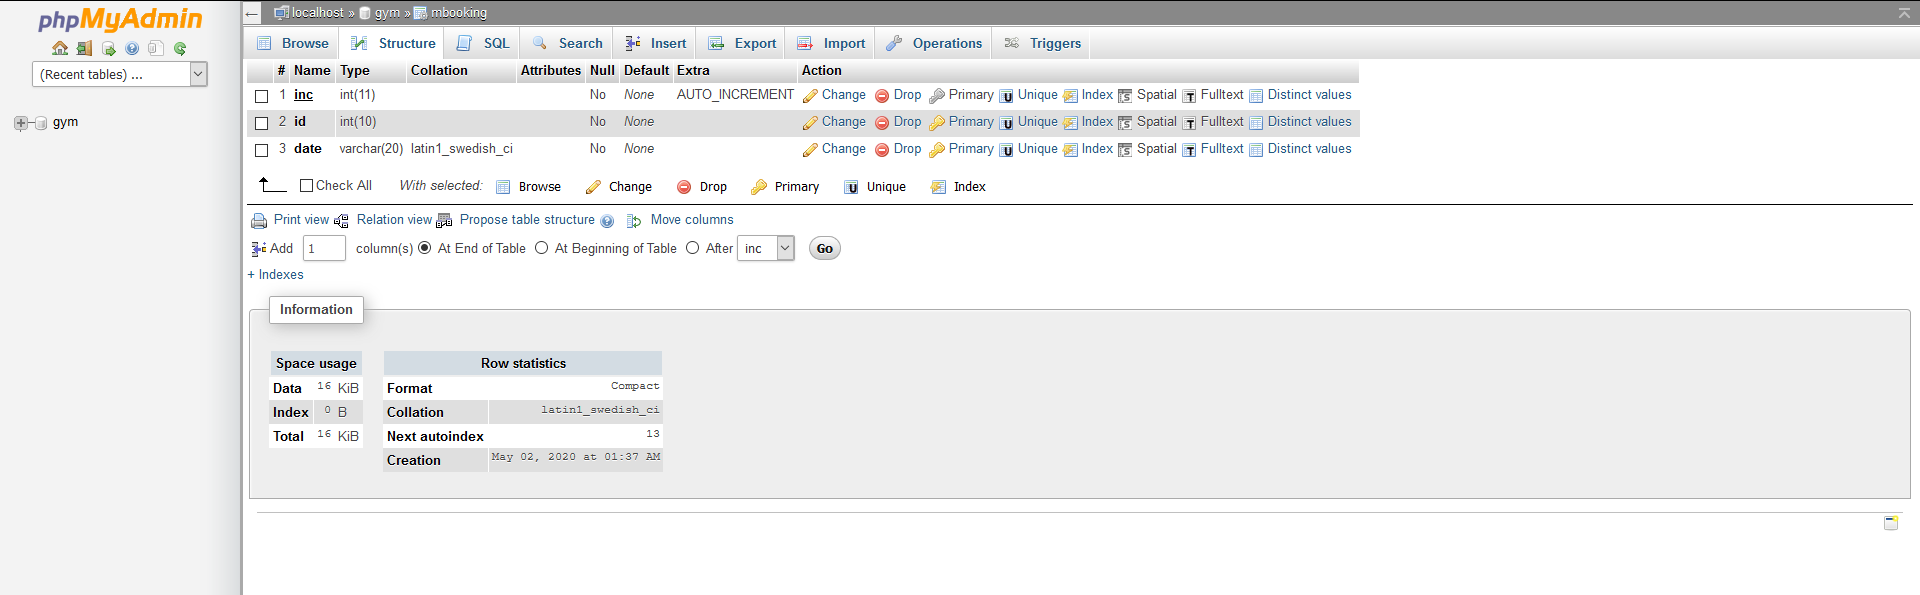 phpMyAdmin
(Recent tables) ...
gym
localhost » gym » mbooking
Browse Structure SQL Search Insert Export Import Operations Triggers
# Name Type Collation Attributes Null Default Extra Action
1 inc int(11) No None AUTO_INCREMENT Change Drop Primary Unique Index Spatial Fulltext Distinct values
2 id int(10) No None Change Drop Primary Unique Index Spatial Fulltext Distinct values
3 date varchar(20) latin1_swedish_ci No None Change Drop Primary Unique Index Spatial Fulltext Distinct values
Check All With selected: Browse Change Drop Primary Unique Index
Print view Relation view Propose table structure Move columns
Add 1 column(s) At End of Table At Beginning of Table After inc Go
+ Indexes
Information
Space usage
Data 16 KiB
Index 0 B
Total 16 KiB
Row statistics
Format Compact
Collation latin1_swedish_ci
Next autoindex 13
Creation May 02, 2020 at 01:37 AM